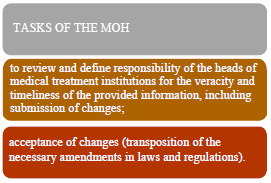 TASKS OF THE MOH
to review and define responsibility of the heads of
medical treatment institutions for the veracity and
timeliness of the provided information, including
submission of changes;
acceptance of changes (transposition of the
necessary amendments in laws and regulations).